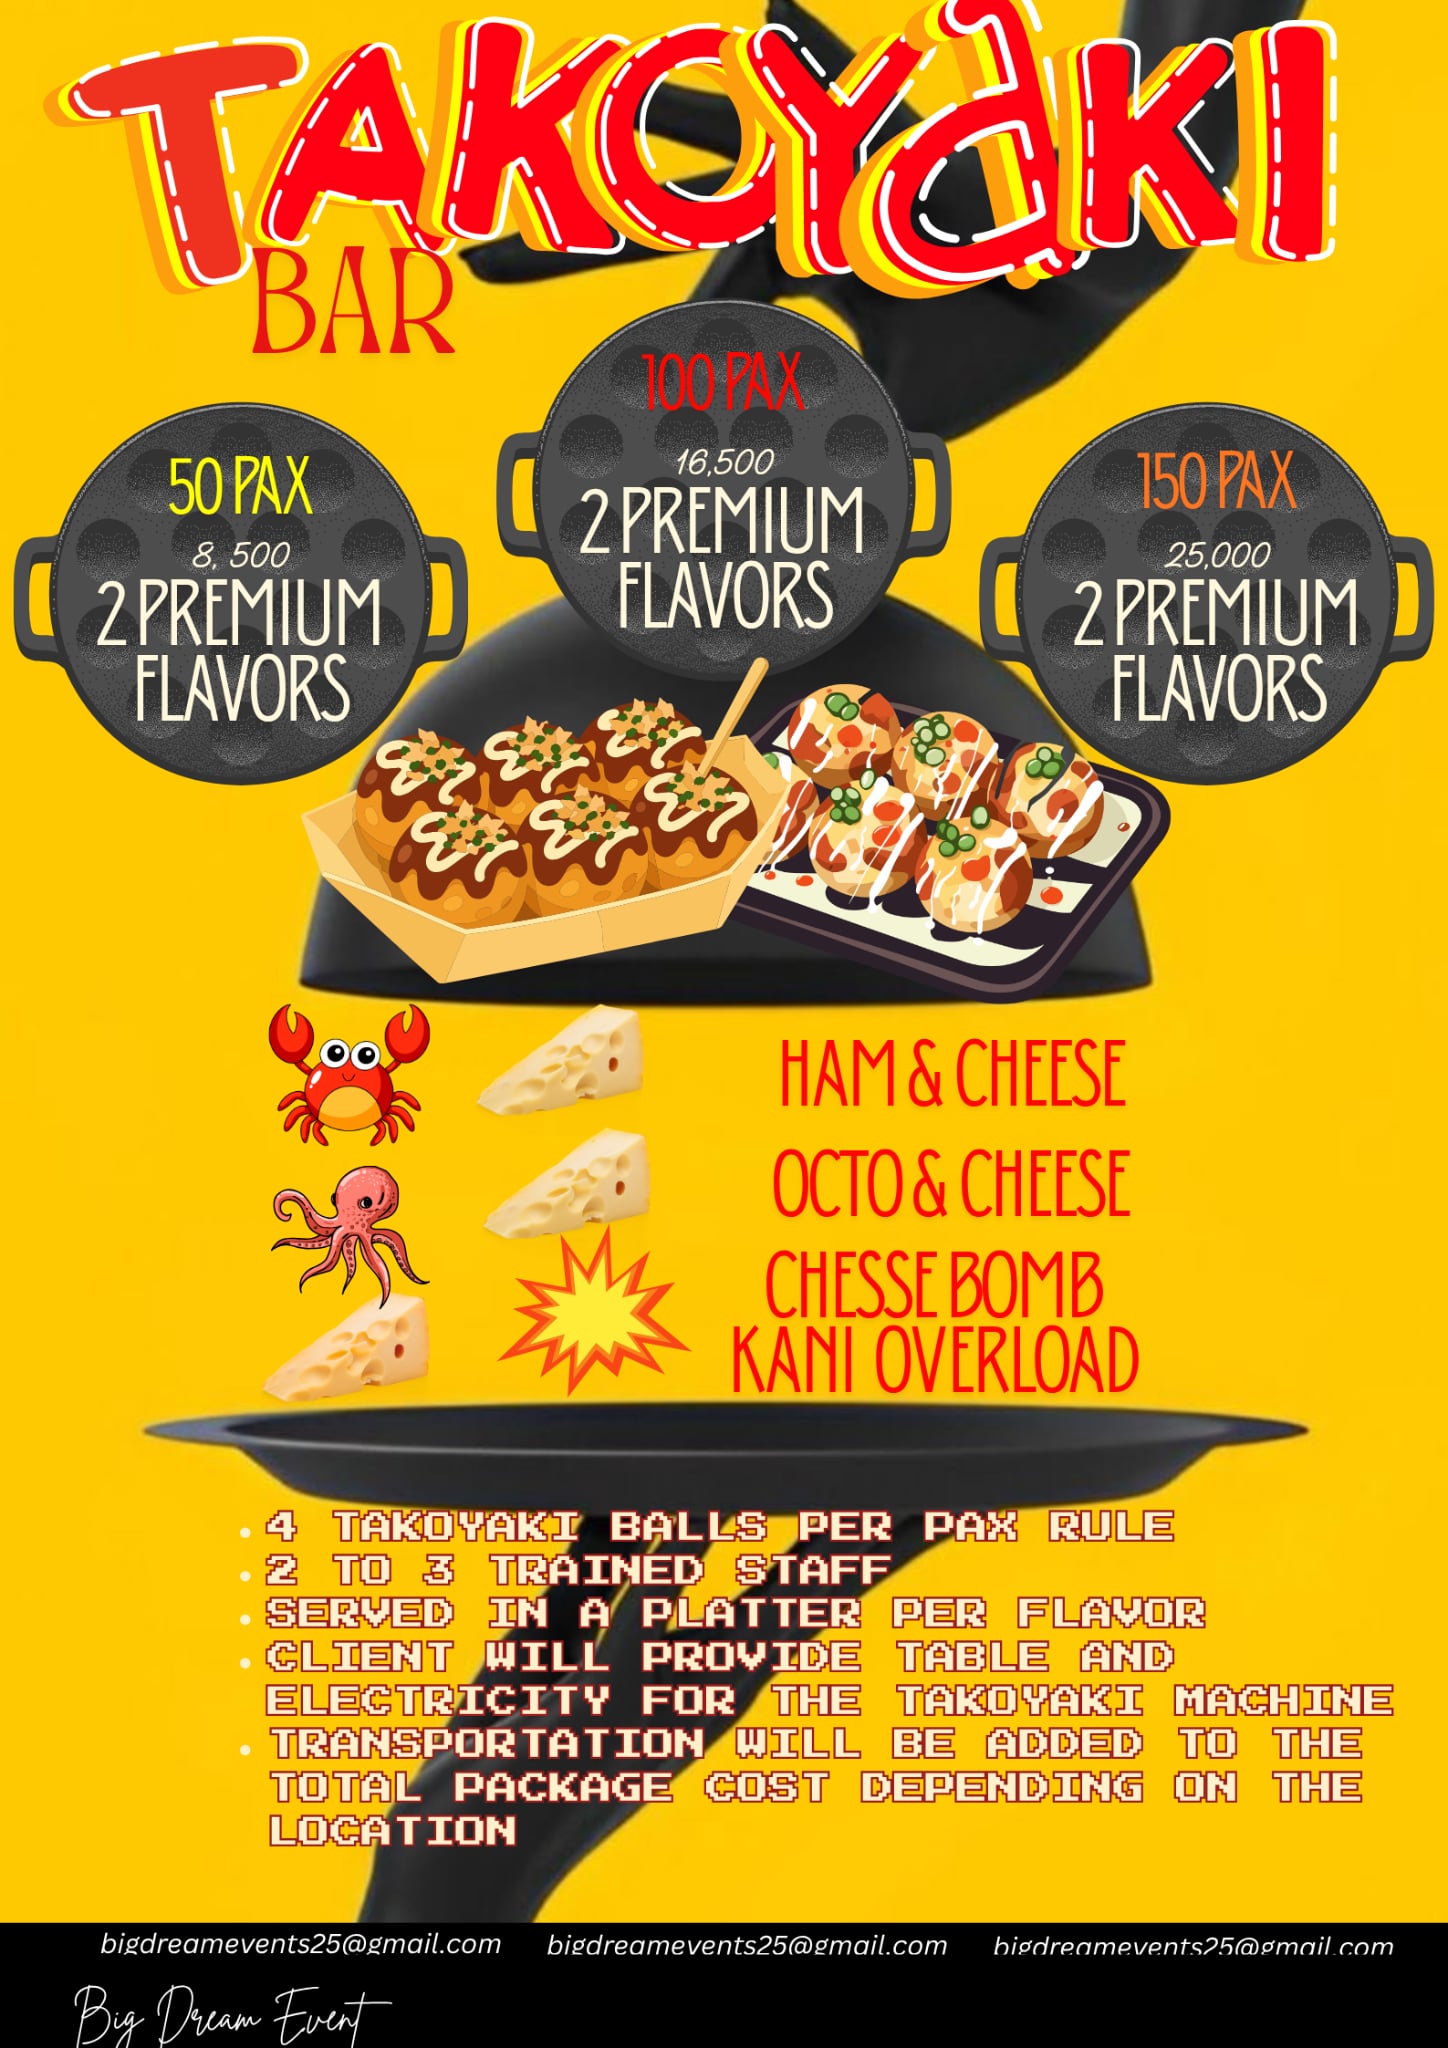 TAKOYAKI
BAR
50 PAX
8, 500
2 PREMIUM
FLAVORS
100 PAX
16,500
2 PREMIUM
FLAVORS
150 PAX
25,000
2 PREMIUM
FLAVORS
HAM & CHEESE
OCTO & CHEESE
CHESSE BOMB
KANI OVERLOAD
• 4 TAKOYAKI BALLS PER PAX RULE
• 2 TO 3 TRAINED STAFF
• SERVED IN A PLATTER PER FLAVOR
• CLIENT WILL PROVIDE TABLE AND
ELECTRICITY FOR THE TAKOYAKI MACHINE
• TRANSPORTATION WILL BE ADDED TO THE
TOTAL PACKAGE COST DEPENDING ON THE
LOCATION
bigdreamevents25@gmail.com bigdreamevents25@gmail.com bigdreamevents25@gmail.com
Big Dream Event